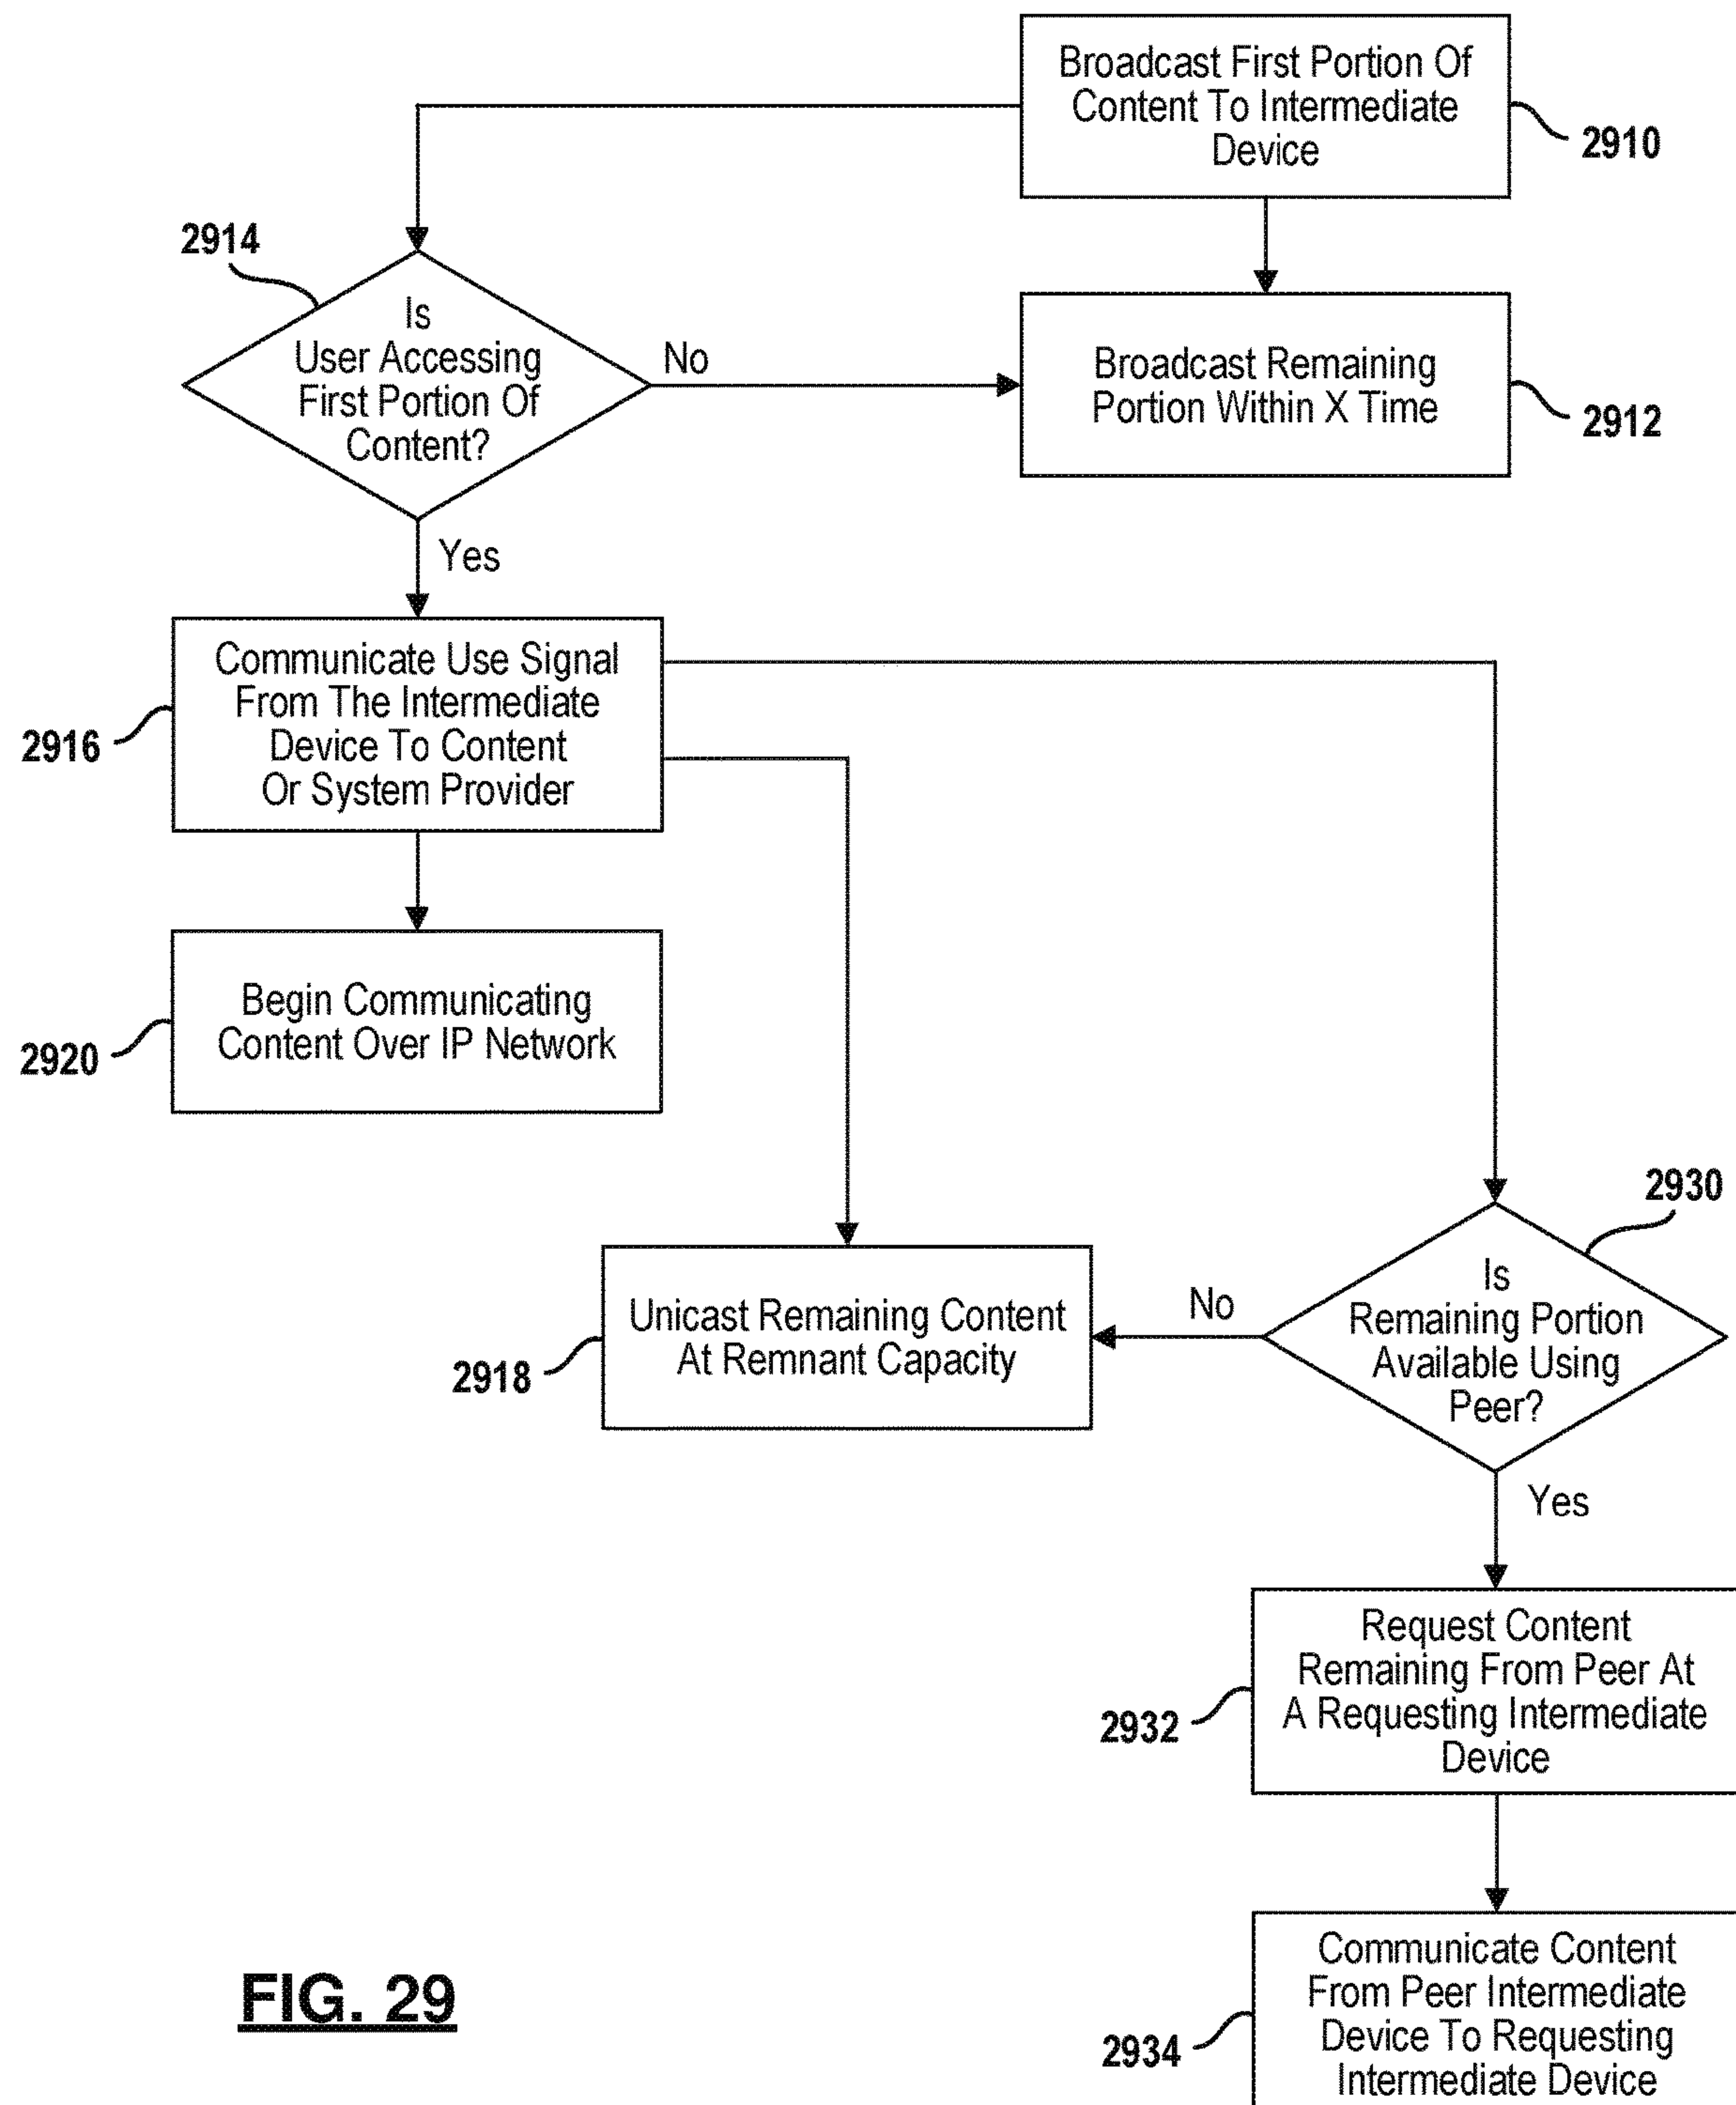 Broadcast First Portion Of
Content To Intermediate
Device
2910
2914
Is
User Accessing
First Portion Of
Content?
No
Broadcast Remaining
Portion Within X Time
2912
Yes
Communicate Use Signal
From The Intermediate
Device To Content
Or System Provider
2916
Begin Communicating
Content Over IP Network
2920
2930
Is
Remaining Portion
Available Using
Peer?
No
Unicast Remaining Content
At Remnant Capacity
2918
Yes
Request Content
Remaining From Peer At
A Requesting Intermediate
Device
2932
Communicate Content
From Peer Intermediate
Device To Requesting
Intermediate Device
2934
FIG. 29